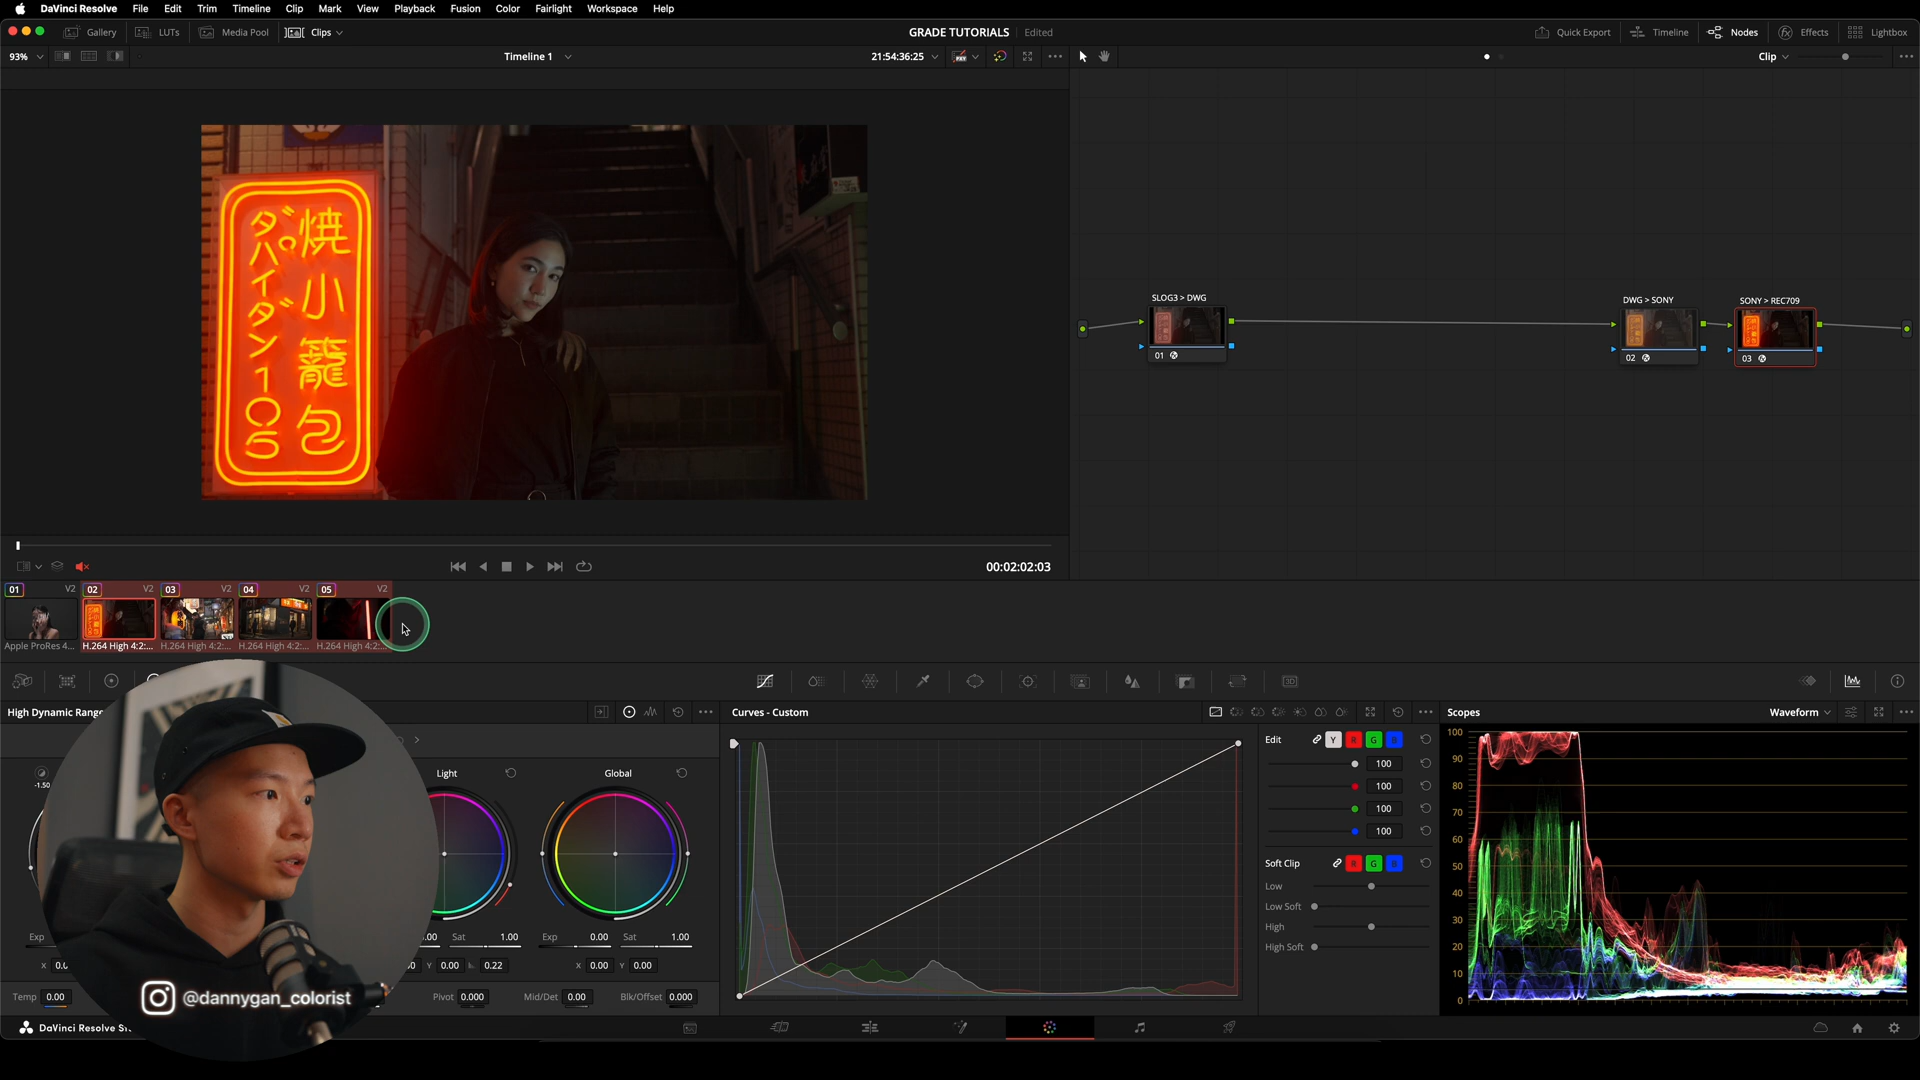 DaVinci Resolve File Edit Trim Timeline Clip Mark View Playback Fusion Color Fairlight Workspace Help
Gallery LUTs Media Pool Clips GRADE TUTORIALS Edited Quick Export Timeline Nodes Effects Lightbox
93% Timeline 1 21:54:36:25 Clip
焼小籠包
ダパイダン105
SLOG3 > DWG
01
DWG > SONY
02
SONY > REC709
03
00:02:02:03
01 V2 02 V2 03 V2 04 V2 05 V2
Apple ProRes 4... H.264 High 4:2:... H.264 High 4:2:... H.264 High 4:2:... H.264 High 4:2:...
High Dynamic Range
Curves - Custom
Scopes Waveform
-1.50
Light Global
Exp Sat 1.00 Exp 0.00 Sat 1.00
X Y 0.00 0.22 X 0.00 Y 0.00
Temp 0.00 Pivot 0.000 Mid/Det 0.00 Blk/Offset 0.000
Edit Y R G B
100
100
100
100
Soft Clip R G B
Low
Low Soft
High
High Soft
100
90
80
70
60
50
40
30
20
10
0
@dannygan_colorist
DaVinci Resolve St